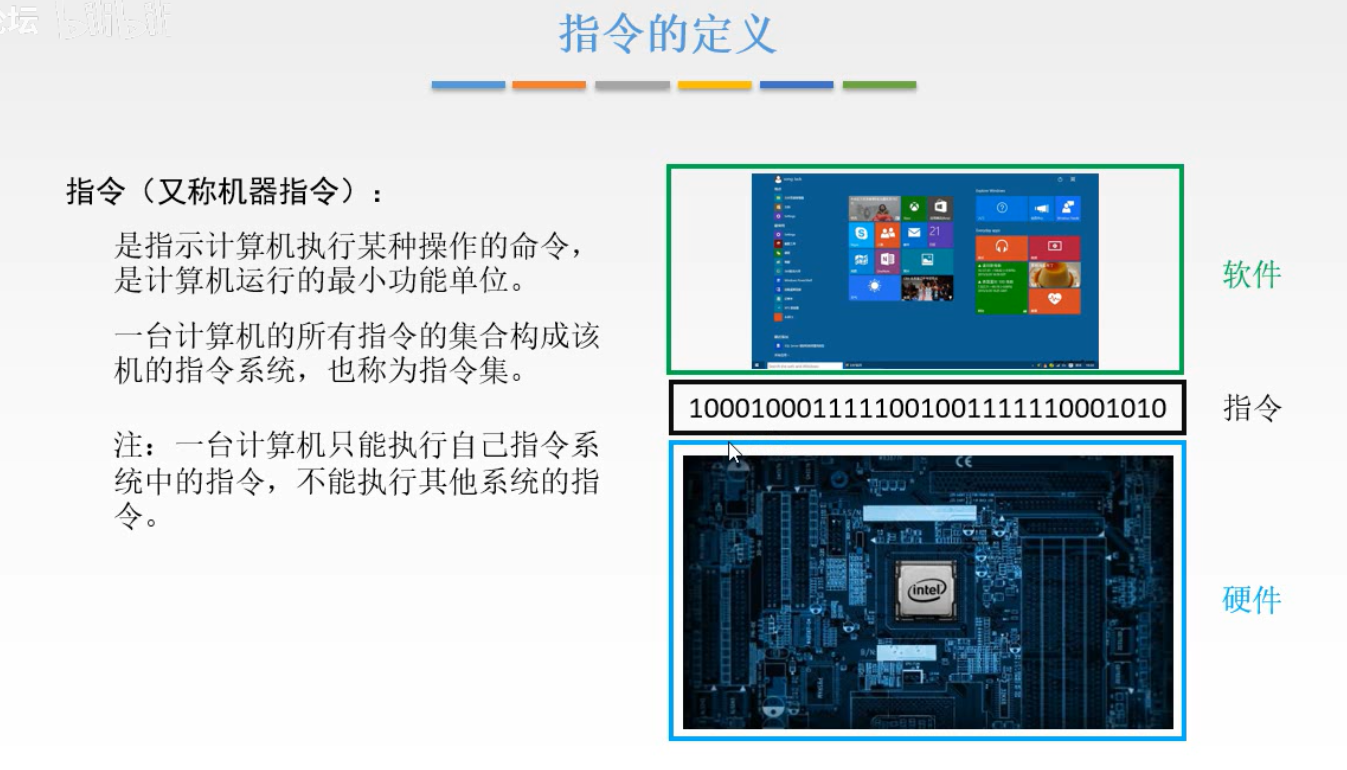 坛
bilibili
指令的定义
指令（又称机器指令）:
是指示计算机执行某种操作的命令，
是计算机运行的最小功能单位。
一台计算机的所有指令的集合构成该
机的指令系统，也称为指令集。
注：一台计算机只能执行自己指令系
统中的指令，不能执行其他系统的指
令。
21
软件
10001000111110010011111110001010
指令
CE
intel
硬件